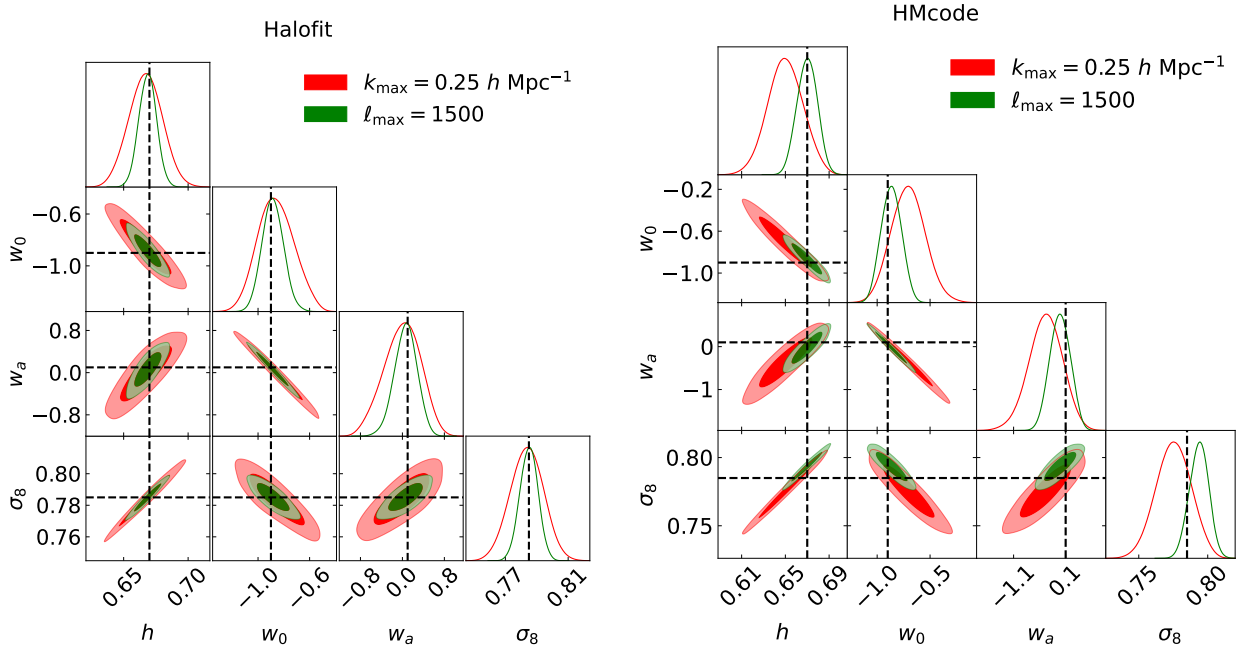 Halofit
k_max = 0.25 h Mpc⁻¹
ℓ_max = 1500
w₀
−0.6
−1.0
w_a
0.8
0.0
−0.8
σ₈
0.80
0.78
0.76
0.65 0.70 −1.0 −0.6 −0.8 0.0 0.8 0.77 0.81
h w₀ w_a σ₈
HMcode
k_max = 0.25 h Mpc⁻¹
ℓ_max = 1500
w₀
−0.2
−0.6
−1.0
w_a
0
−1
σ₈
0.80
0.75
0.61 0.65 0.69 −1.0 −0.5 −1.1 0.1 0.75 0.80
h w₀ w_a σ₈